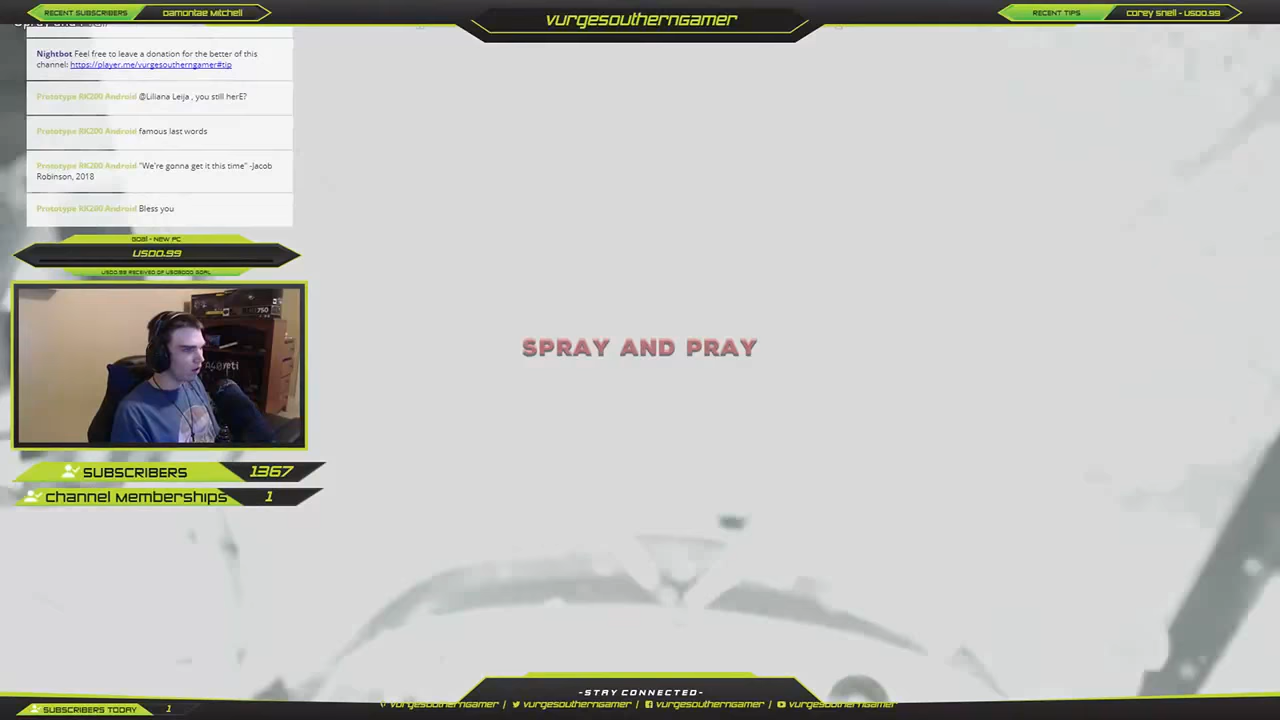 RECENT SUBSCRIBERS
Damontae Mitchell
vurgesoutherngamer
RECENT TIPS
corey snell - USD0.99
Nightbot Feel free to leave a donation for the better of this
channel: https://player.me/vurgesoutherngamer#tip
Prototype RK200 Android @Liliana Leija , you still herE?
Prototype RK200 Android famous last words
Prototype RK200 Android "We're gonna get it this time" -Jacob
Robinson, 2018
Prototype RK200 Android Bless you
Goal - New PC
USD0.99
SPRAY AND PRAY
SUBSCRIBERS 1367
channel memberships 1
-STAY CONNECTED-
vurgesoutherngamer / vurgesoutherngamer / vurgesoutherngamer / vurgesoutherngamer
SUBSCRIBERS TODAY 1